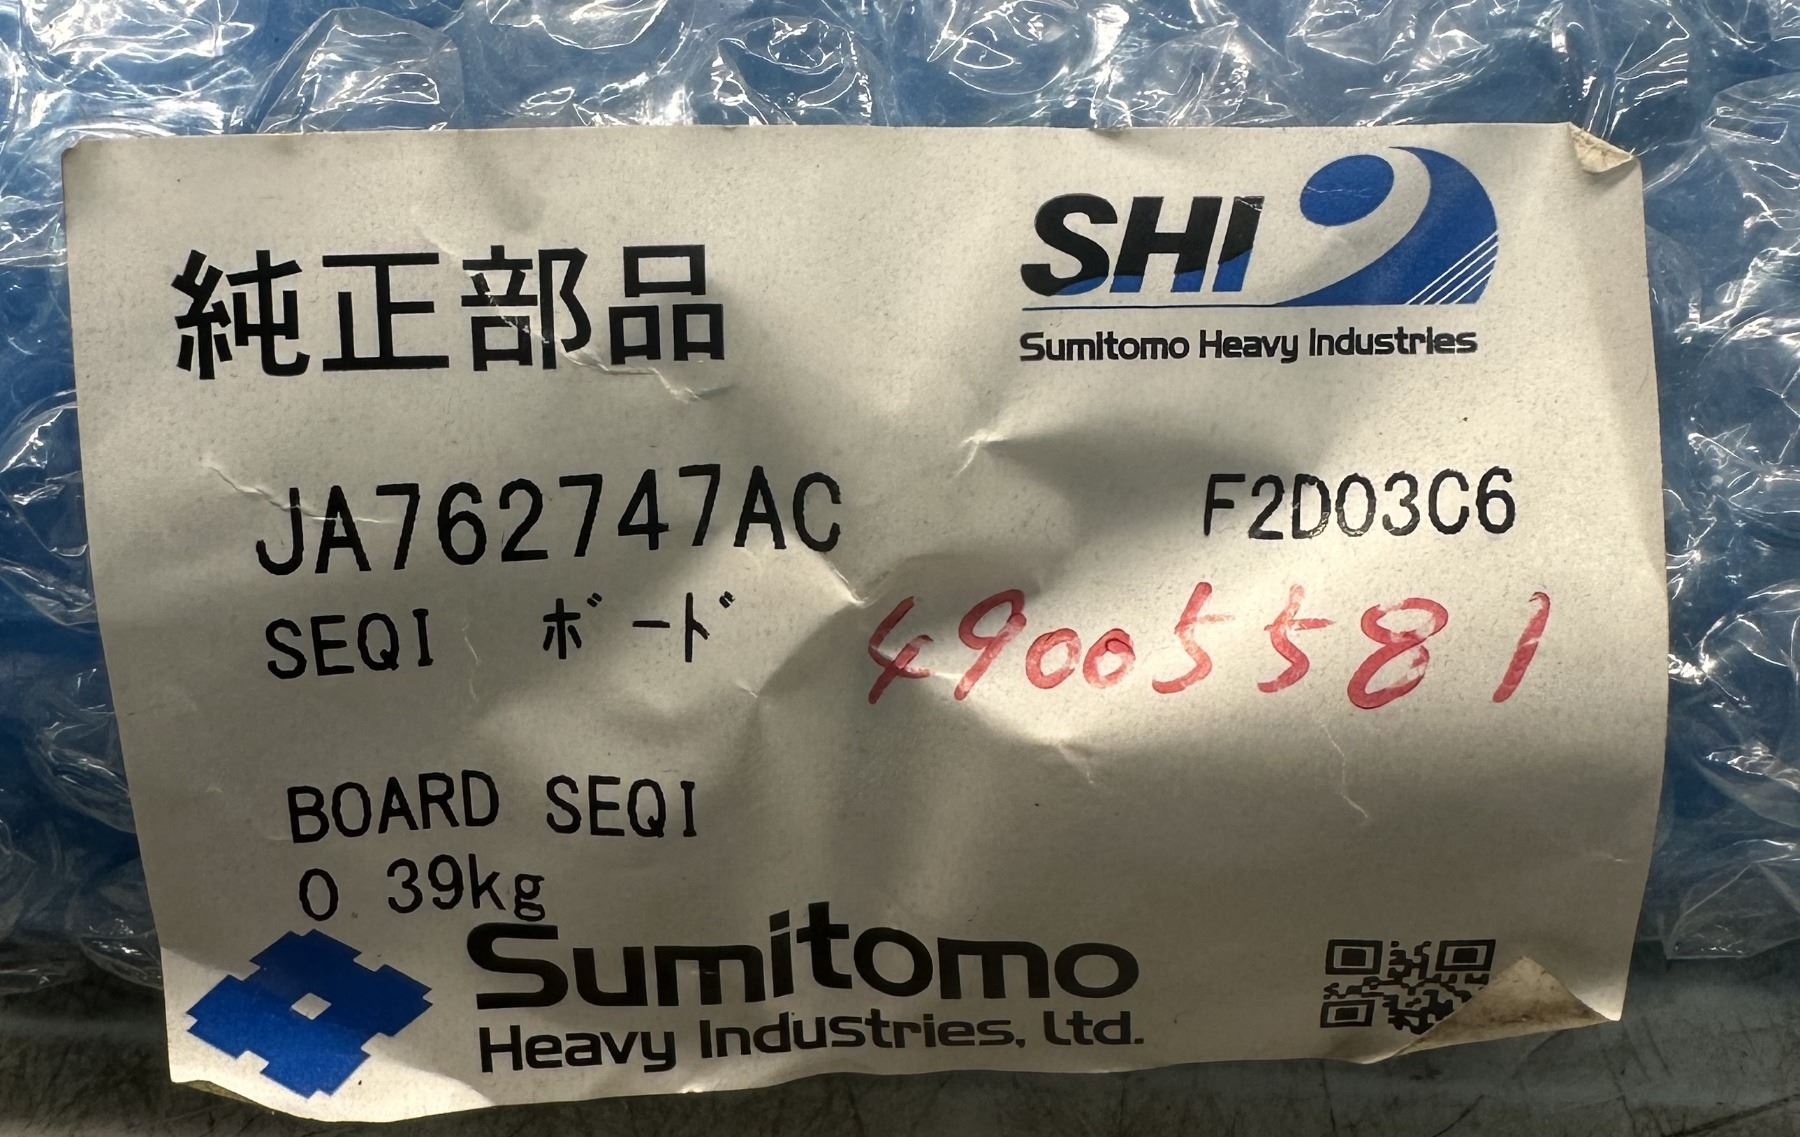 純正部品
SHI
Sumitomo Heavy Industries
JA762747AC F2D03C6
SEQI ボード 49005581
BOARD SEQI
0.39kg
Sumitomo
Heavy Industries, Ltd.